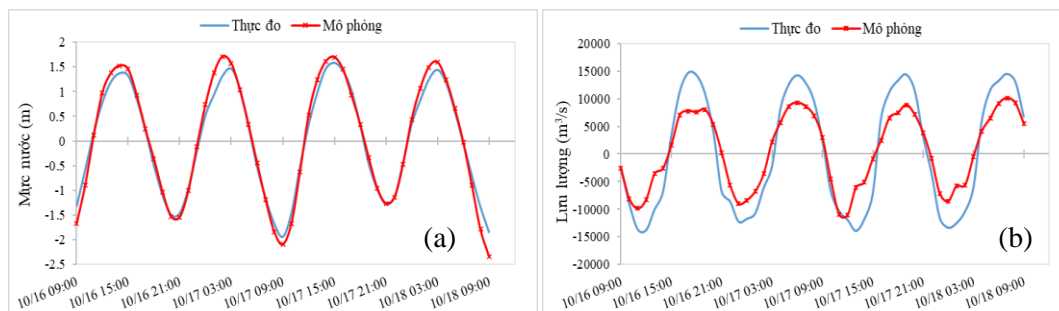 Thực đo Mô phỏng
Mực nước (m)
2
1.5
1
0.5
0
-0.5
-1
-1.5
-2
-2.5
10/16 09:00 10/16 15:00 10/16 21:00 10/17 03:00 10/17 09:00 10/17 15:00 10/17 21:00 10/18 03:00 10/18 09:00
(a)
Thực đo Mô phỏng
Lưu lượng (m³/s)
20000
15000
10000
5000
0
-5000
-10000
-15000
-20000
10/16 09:00 10/16 15:00 10/16 21:00 10/17 03:00 10/17 09:00 10/17 15:00 10/17 21:00 10/18 03:00 10/18 09:00
(b)